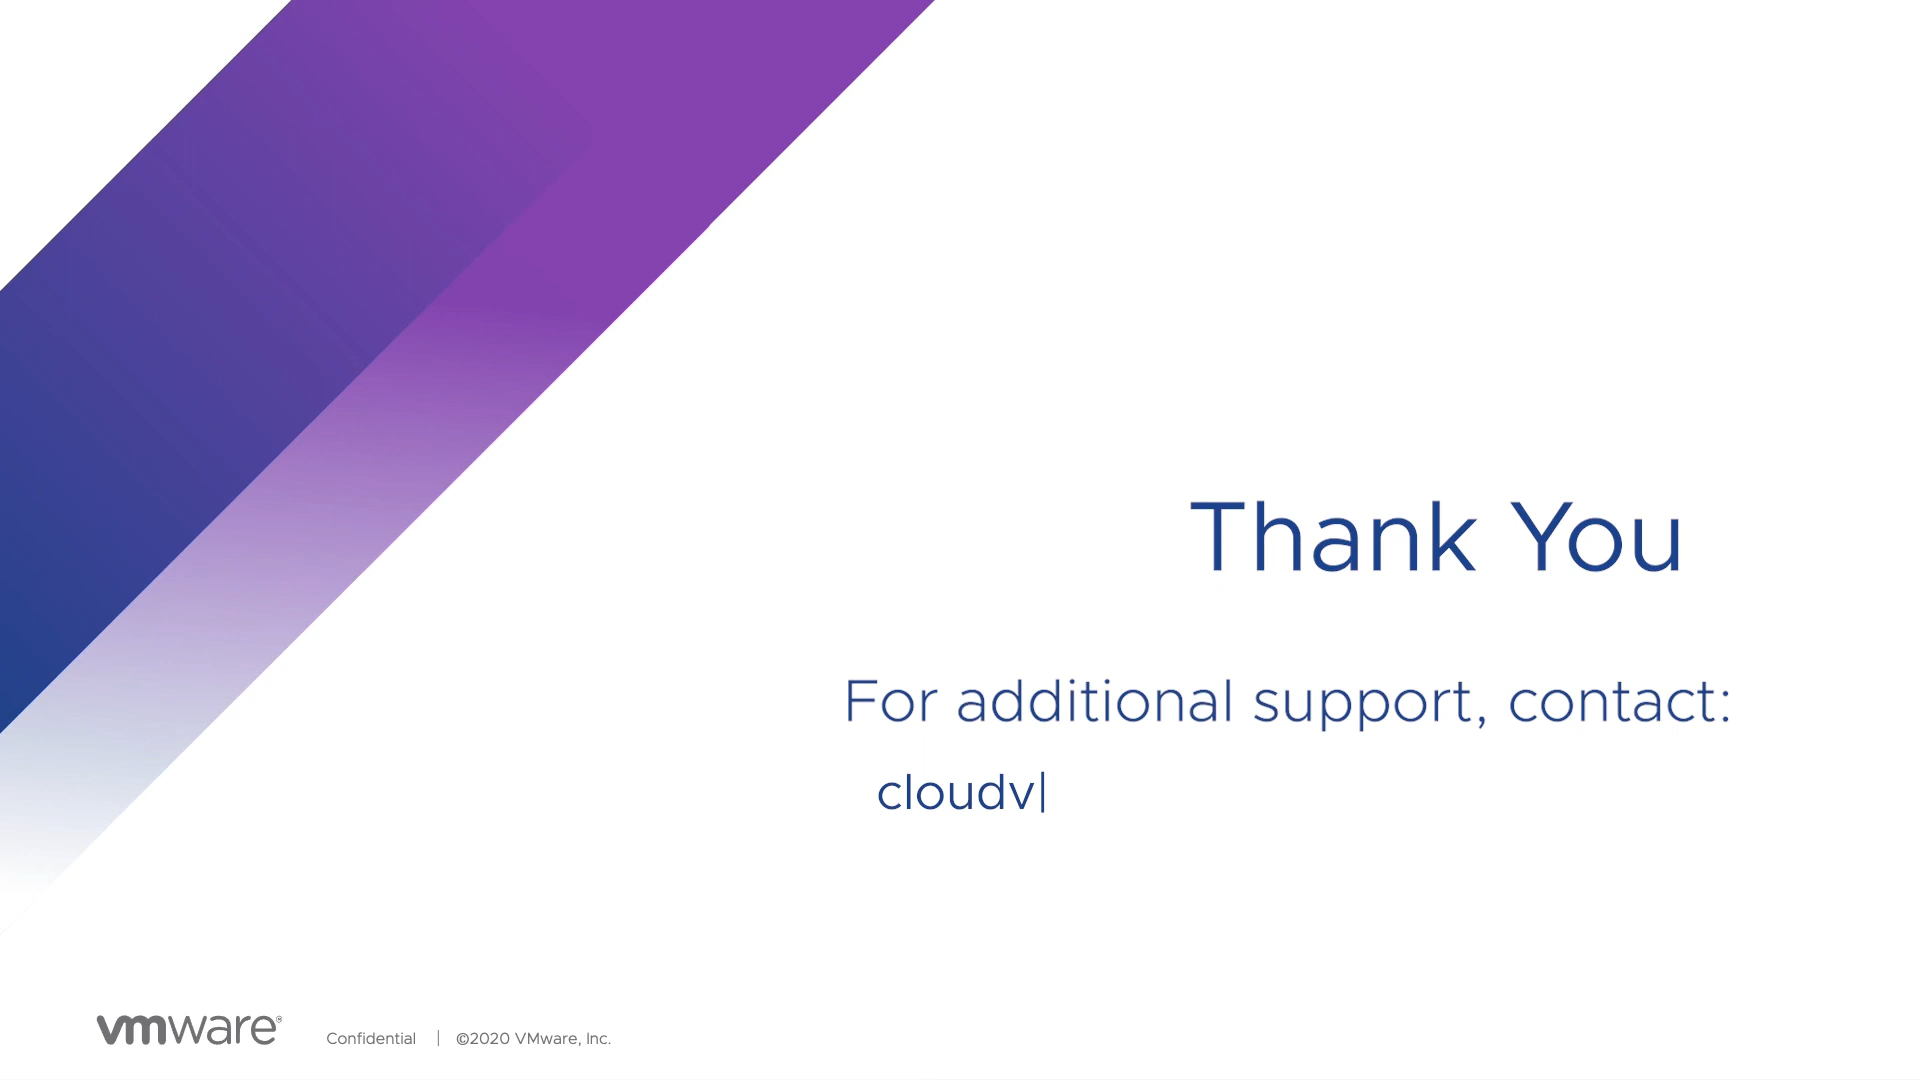 Thank You
For additional support, contact:
cloudv|
vmware® Confidential | ©2020 VMware, Inc.